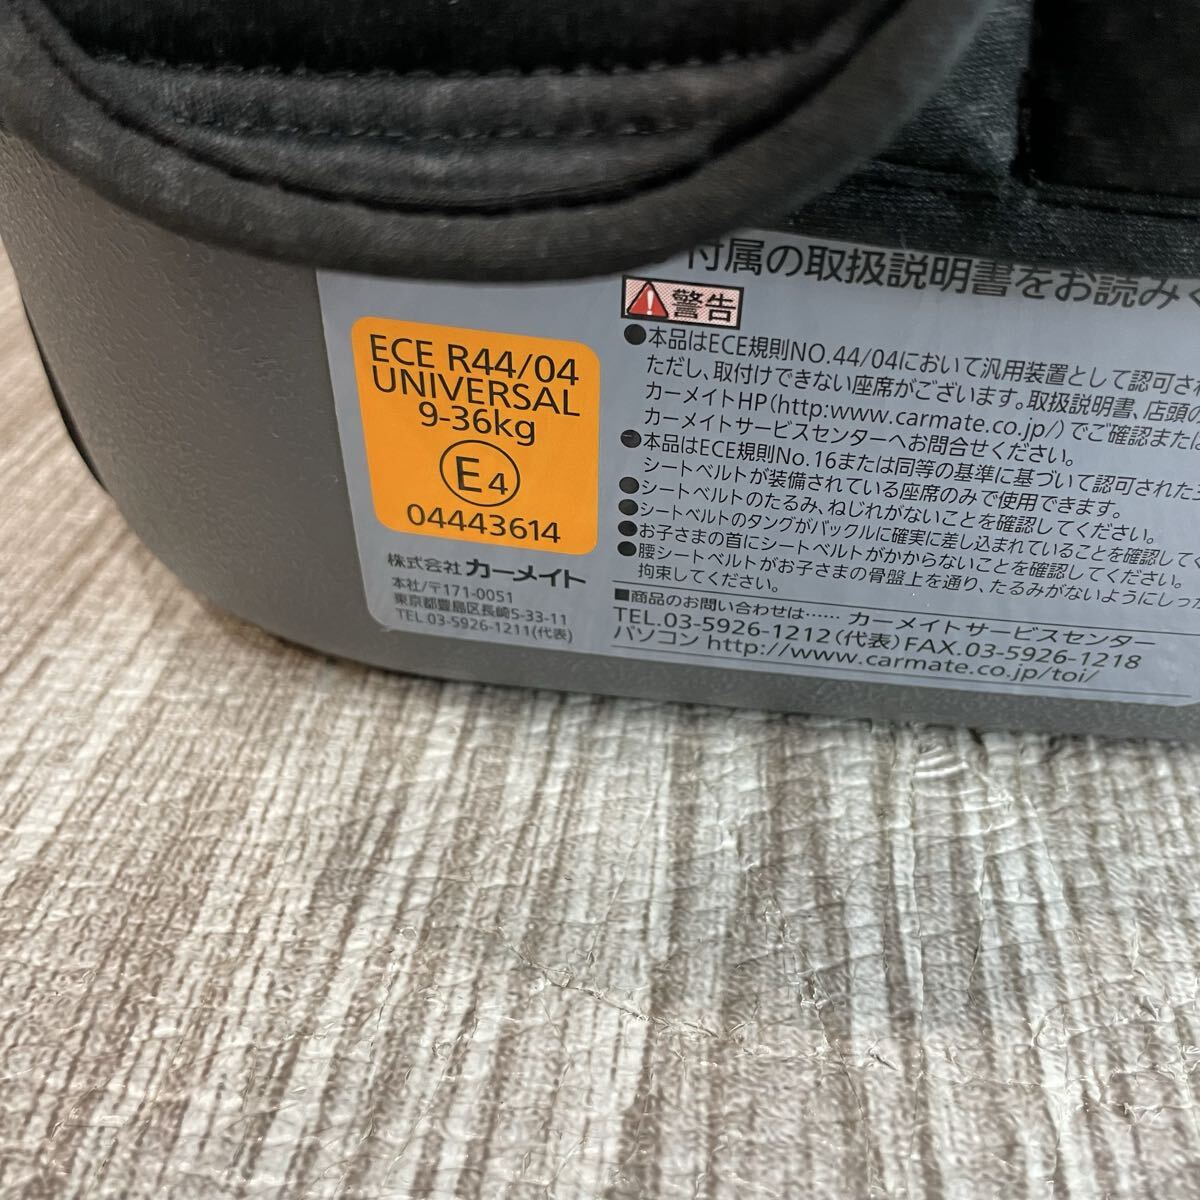 付属の取扱説明書をお読み
警告
ECE R44/04
UNIVERSAL
9-36kg
E4
04443614
株式会社 カーメイト
本社/〒171-0051
東京都豊島区長崎5-33-11
TEL 03-5926-1211(代表)
●本品はECE規則NO.44/04において汎用装置として認可さ
ただし、取付けできない座席がございます。取扱説明書、店頭の
カーメイトHP(http:www.carmate.co.jp/)でご確認また
カーメイトサービスセンターへお問合せください。
●本品はECE規則No.16または同等の基準に基づいて認可された
シートベルトが装備されている座席のみで使用できます。
●シートベルトのたるみ、ねじれがないことを確認してください。
●シートベルトのタングがバックルに確実に差し込まれていることを確認して
●お子さまの首にシートベルトがかからないことを確認してください。
●腰シートベルトがお子さまの骨盤上を通り、たるみがないようにしっ
拘束してください。
■商品のお問い合わせは…… カーメイトサービスセンター
TEL.03-5926-1212(代表)FAX.03-5926-1218
パソコン http://www.carmate.co.jp/toi/